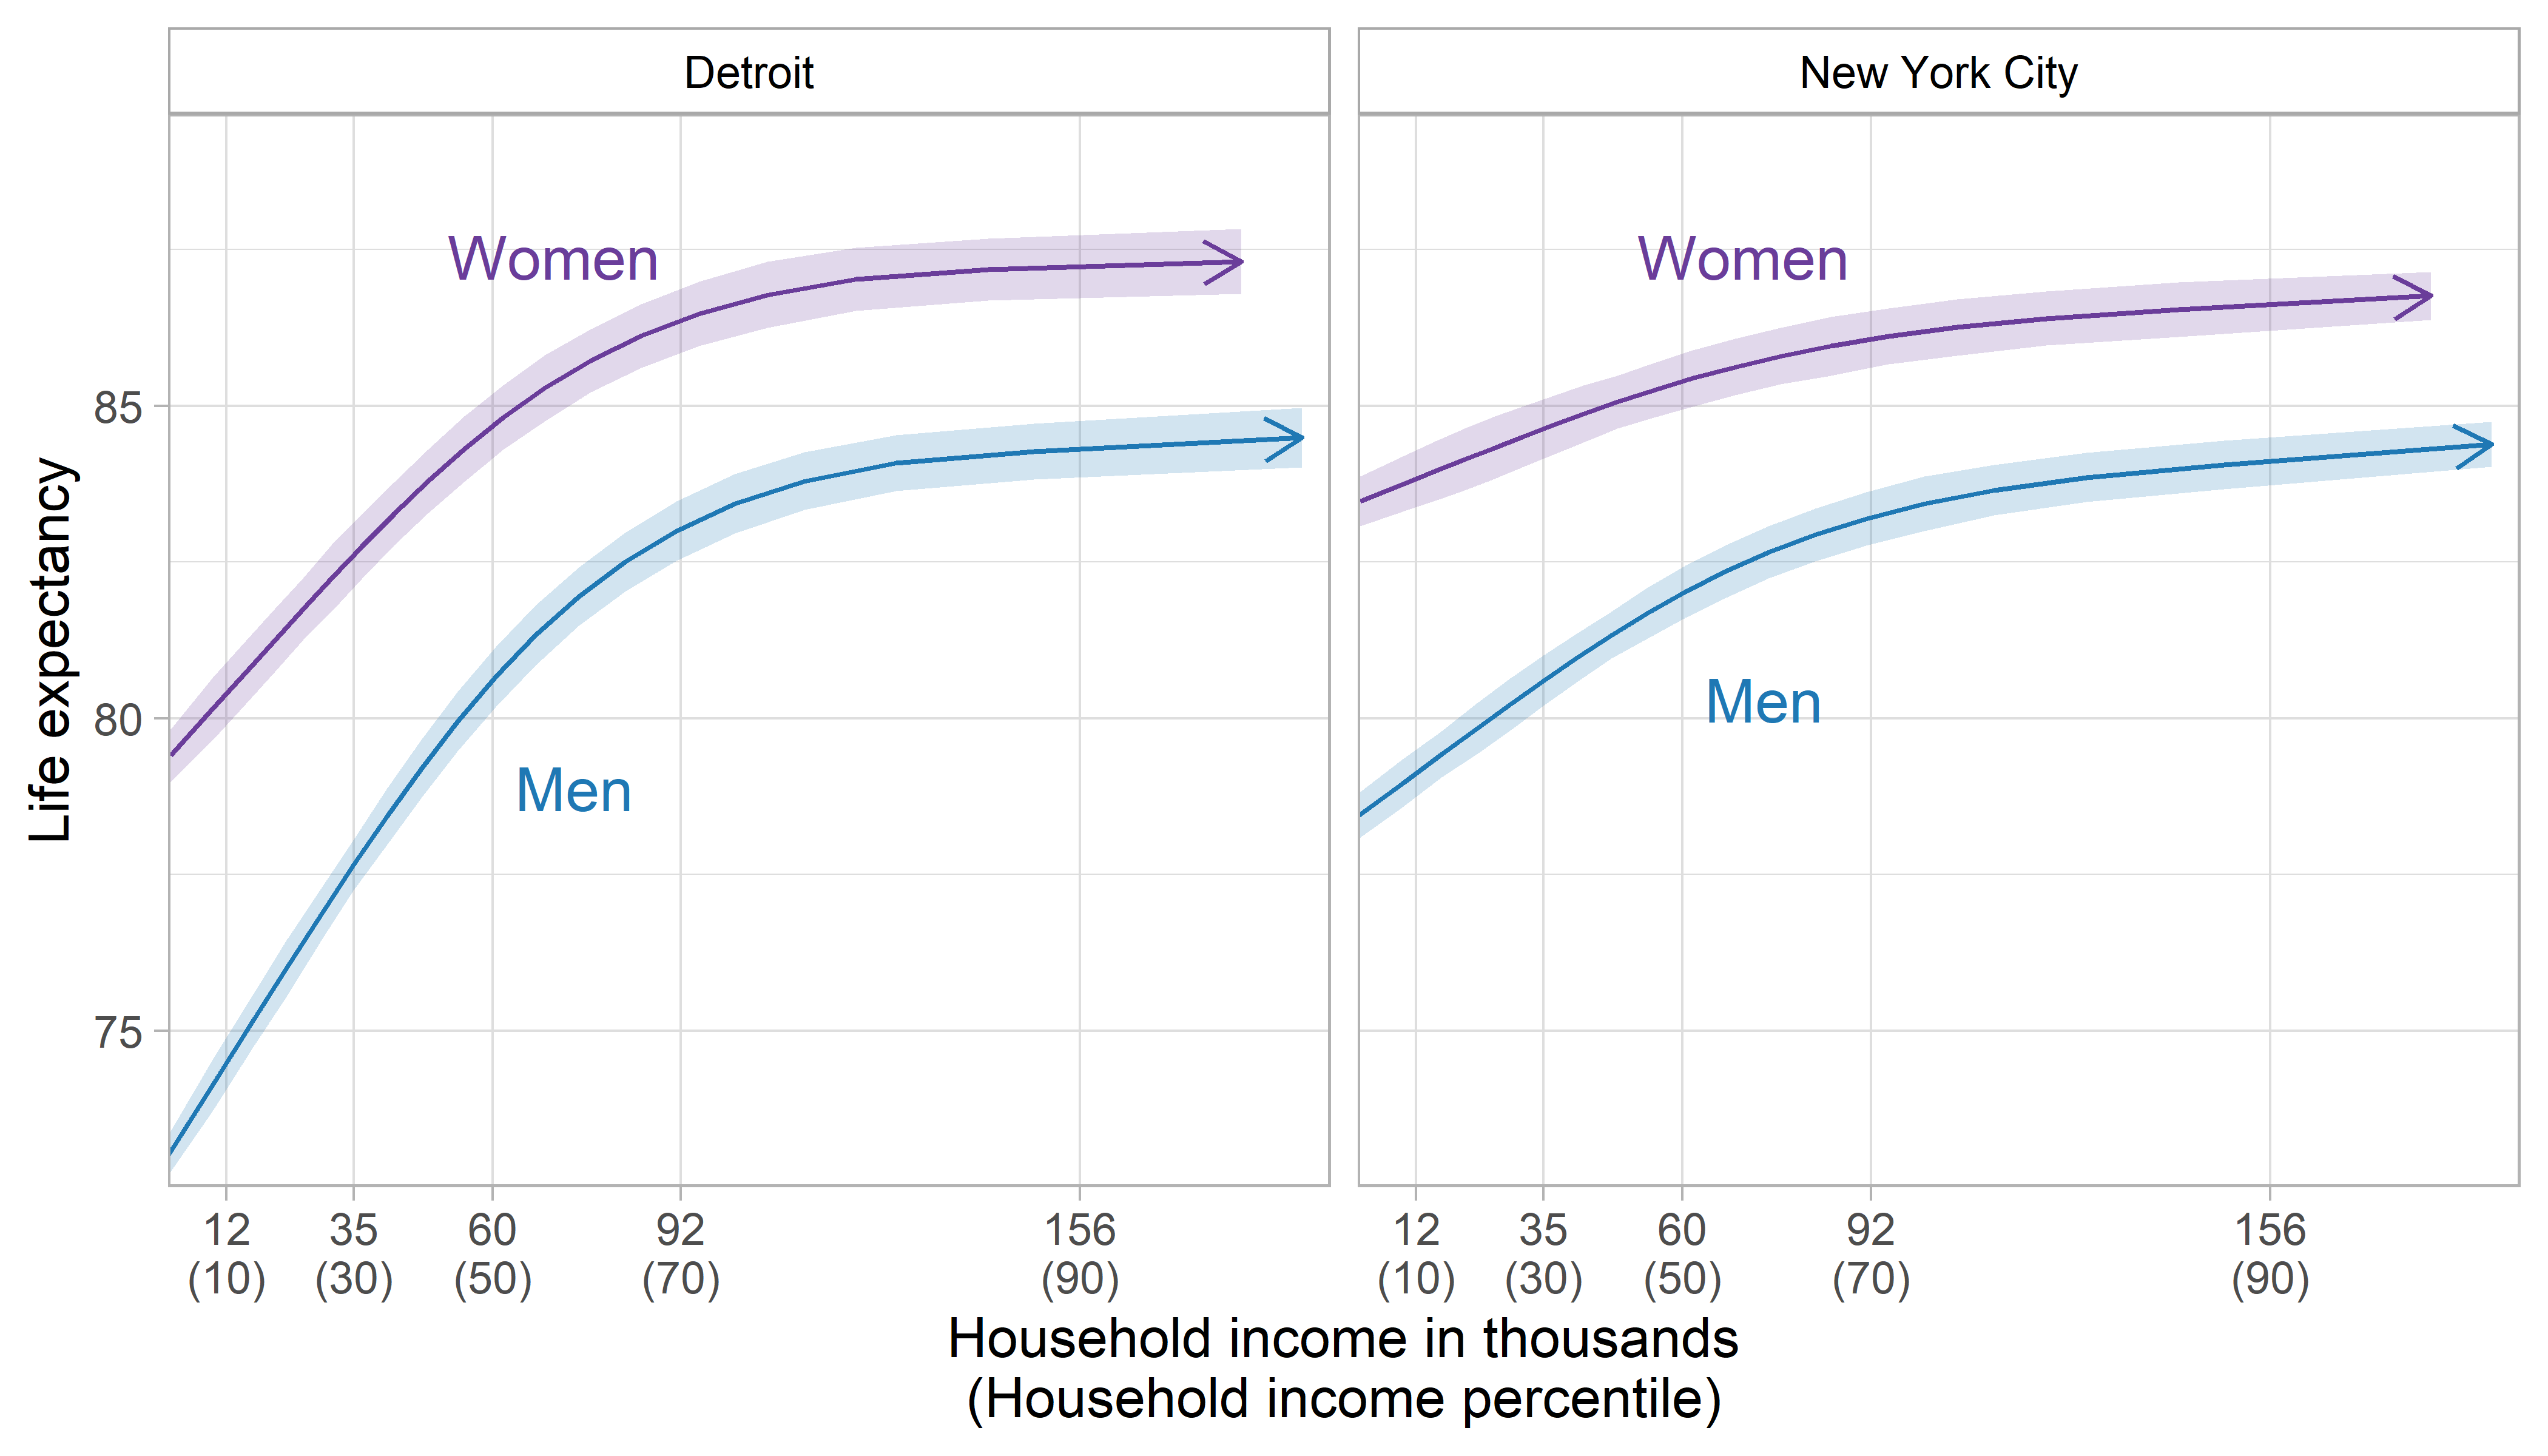 Detroit
New York City
Women
Women
Men
Men
Life expectancy
85
80
75
12 35 60 92 156 12 35 60 92 156
(10) (30) (50) (70) (90) (10) (30) (50) (70) (90)
Household income in thousands
(Household income percentile)